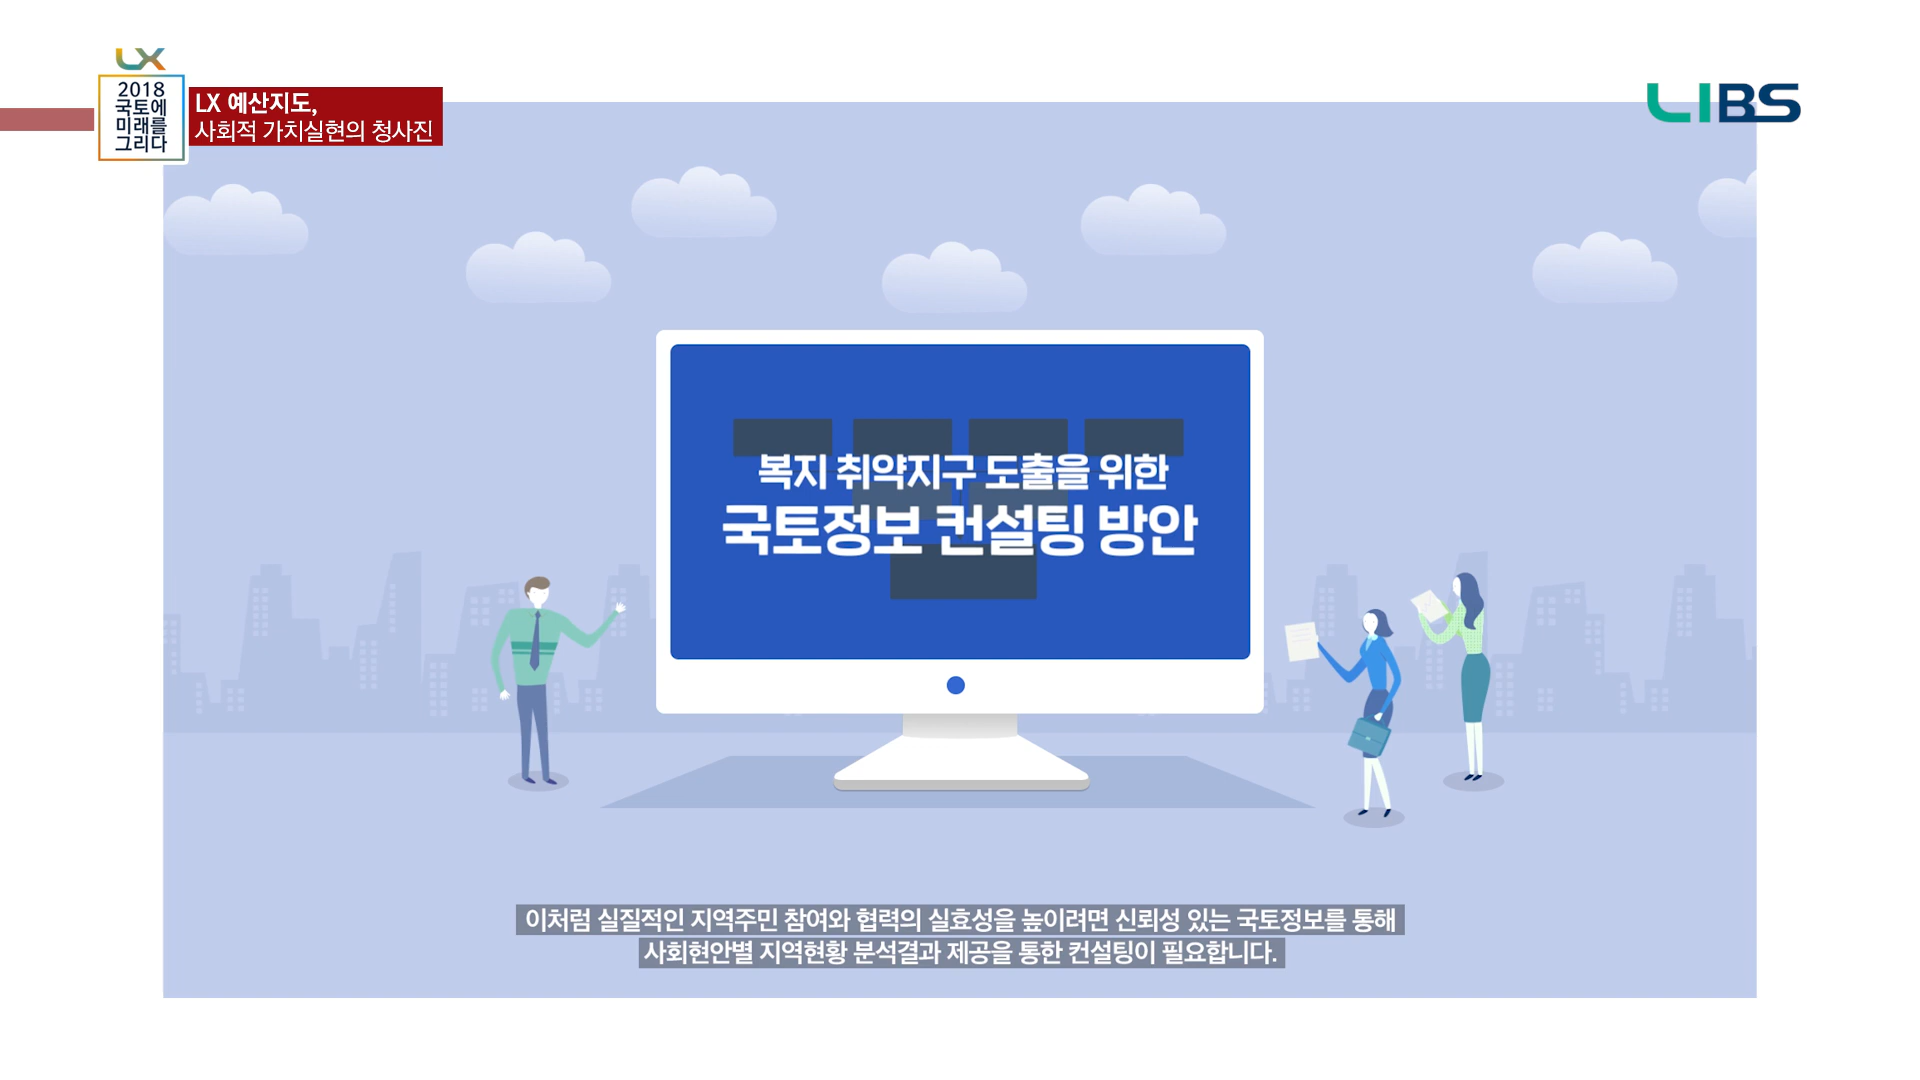 LX
2018
국토에
미래를
그리다
LX 예산지도,
사회적 가치실현의 청사진
LIBS
복지 취약지구 도출을 위한
국토정보 컨설팅 방안
이처럼 실질적인 지역주민 참여와 협력의 실효성을 높이려면 신뢰성 있는 국토정보를 통해
사회현안별 지역현황 분석결과 제공을 통한 컨설팅이 필요합니다.